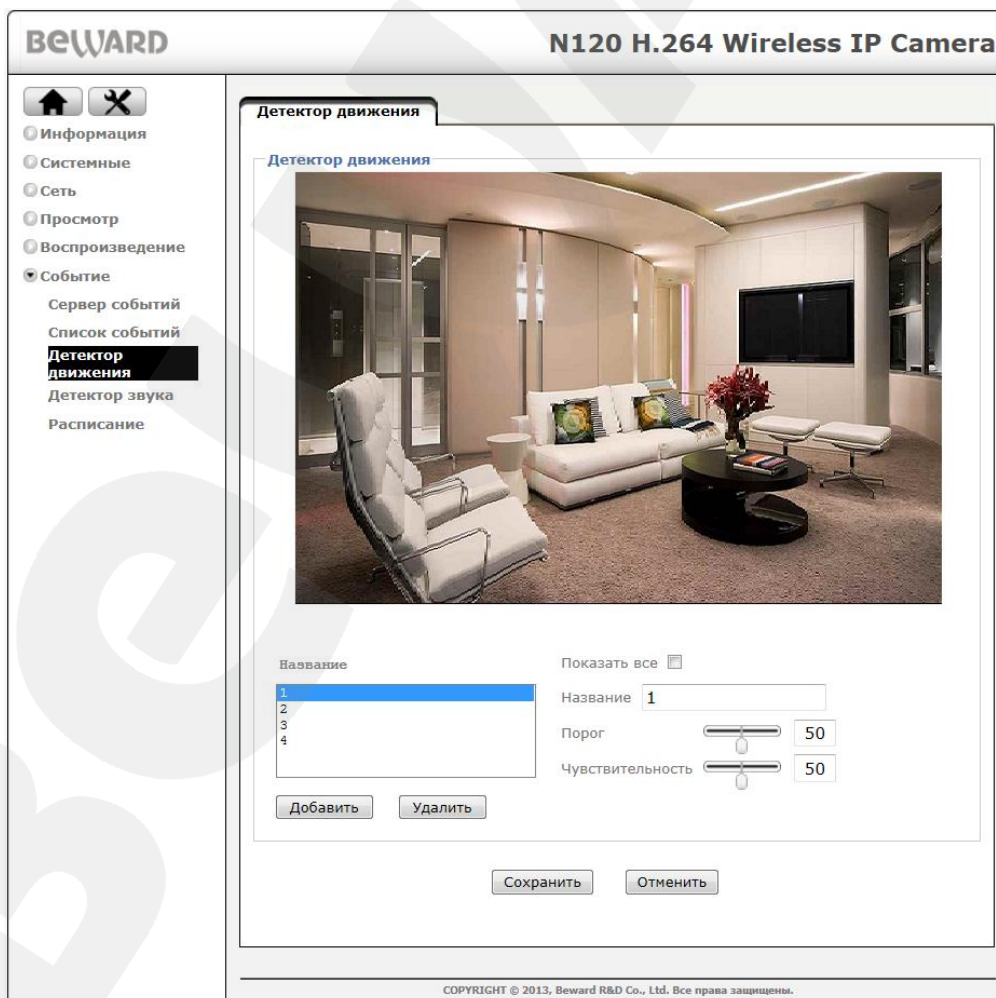 BEWARD
N120 H.264 Wireless IP Camera
Информация
Системные
Сеть
Просмотр
Воспроизведение
Событие
Сервер событий
Список событий
Детектор
движения
Детектор звука
Расписание
Детектор движения
Детектор движения
Название
1
2
3
4
Добавить
Удалить
Показать все
Название 1
Порог 50
Чувствительность 50
Сохранить
Отменить
COPYRIGHT © 2013, Beward R&D Co., Ltd. Все права защищены.